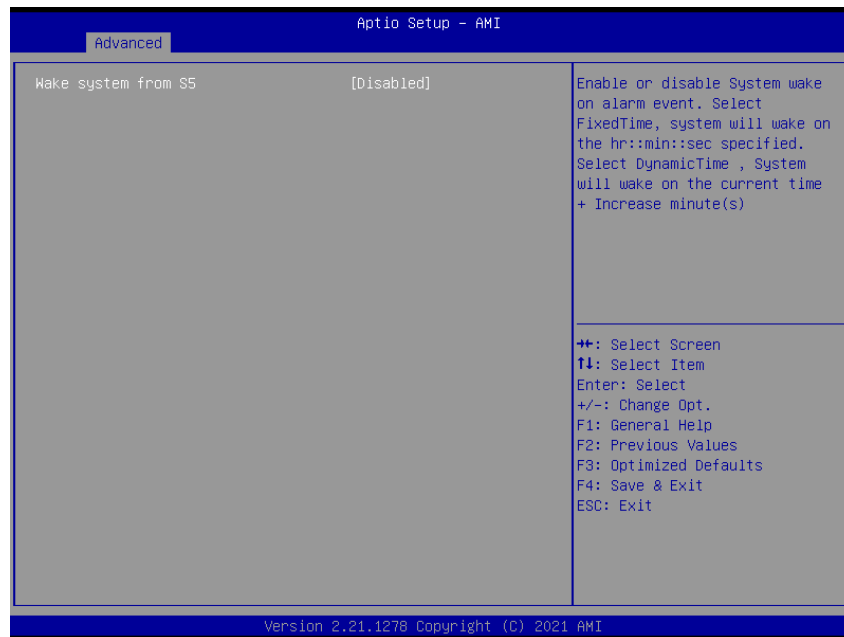 Aptio Setup – AMI
Advanced
Wake system from S5 [Disabled]
Enable or disable System wake
on alarm event. Select
FixedTime, system will wake on
the hr::min::sec specified.
Select DynamicTime , System
will wake on the current time
+ Increase minute(s)
→←: Select Screen
↑↓: Select Item
Enter: Select
+/-: Change Opt.
F1: General Help
F2: Previous Values
F3: Optimized Defaults
F4: Save & Exit
ESC: Exit
Version 2.21.1278 Copyright (C) 2021 AMI